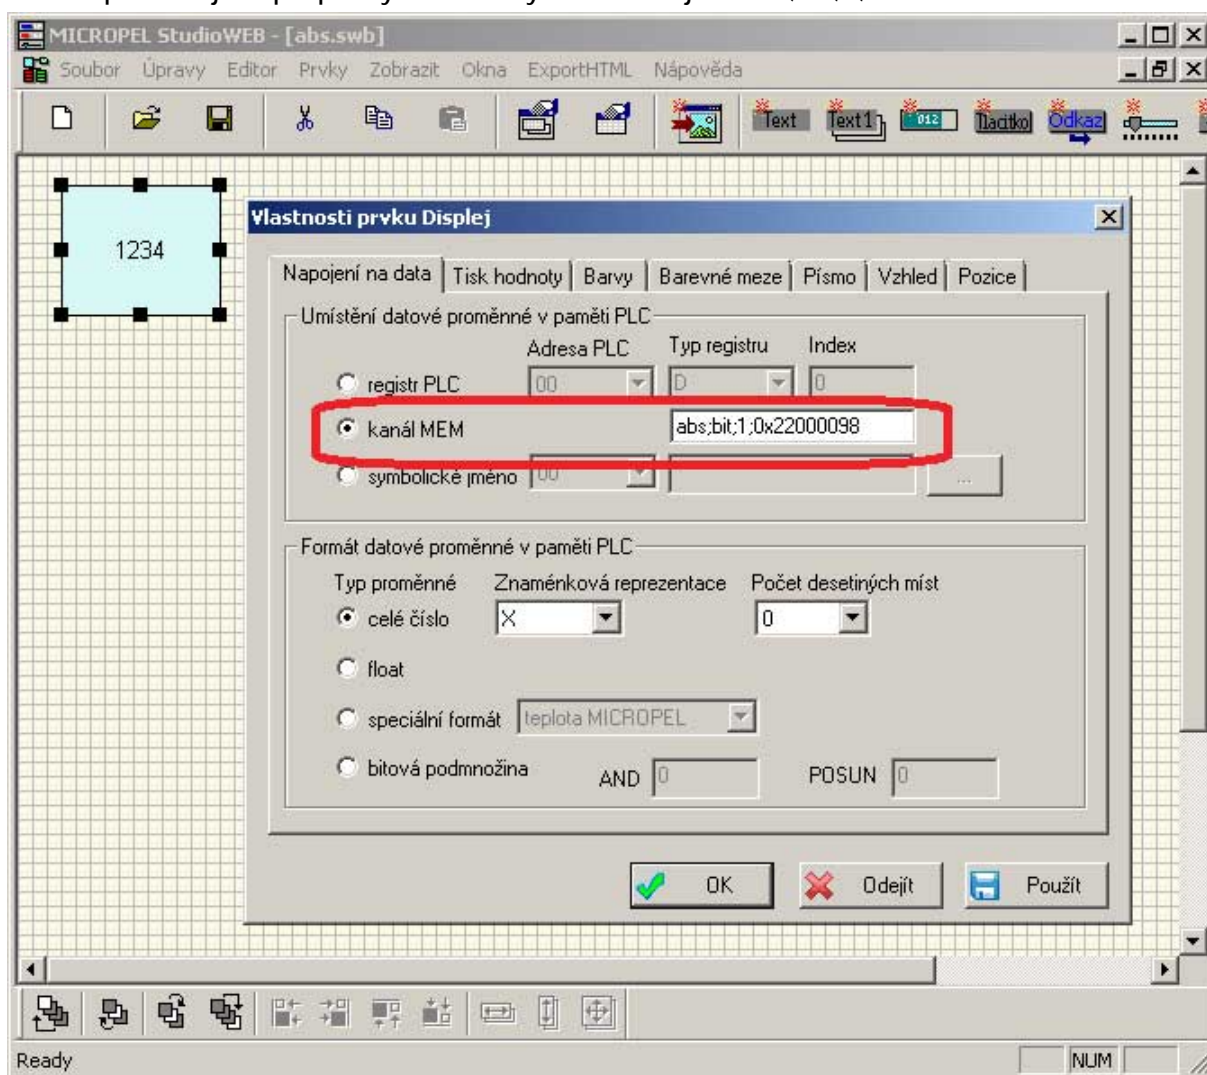 MICROPEL StudioWEB - [abs.swb]
Soubor Úpravy Editor Prvky Zobrazit Okna ExportHTML Nápověda
Text Text1 012 Tlacitko Odkaz
1234
Vlastnosti prvku Displej
Napojení na data Tisk hodnoty Barvy Barevné meze Písmo Vzhled Pozice
Umístění datové proměnné v paměti PLC
Adresa PLC Typ registru Index
registr PLC 00 D 0
kanál MEM abs;bit;1;0x22000098
symbolické jméno 00 ...
Formát datové proměnné v paměti PLC
Typ proměnné Znaménková reprezentace Počet desetiných míst
celé číslo X 0
float
speciální formát teplota MICROPEL
bitová podmnožina AND 0 POSUN 0
OK Odejít Použít
Ready NUM